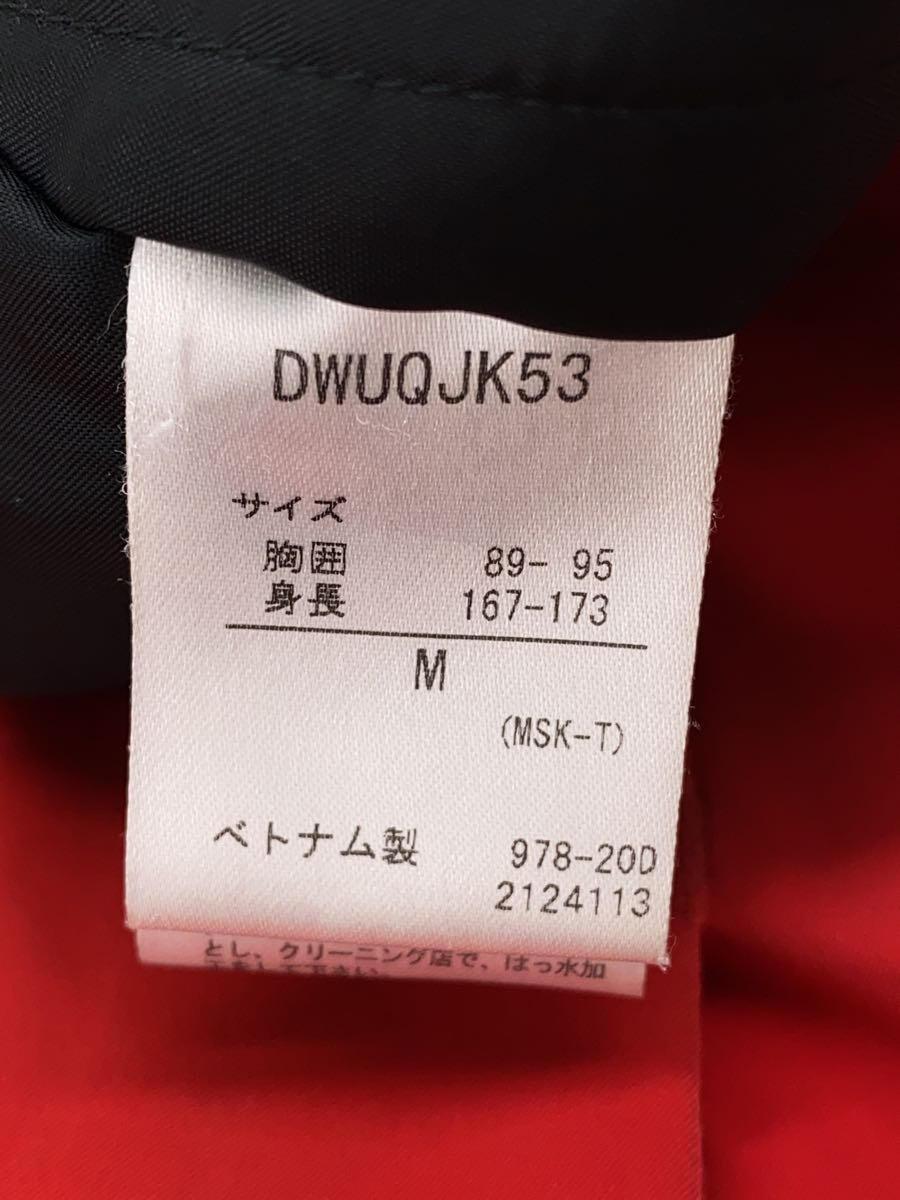 DWUQJK53
サイズ
胸囲 89- 95
身長 167-173
M
(MSK-T)
ベトナム製 978-20D
2124113
とし、クリーニング店で、はっ水加